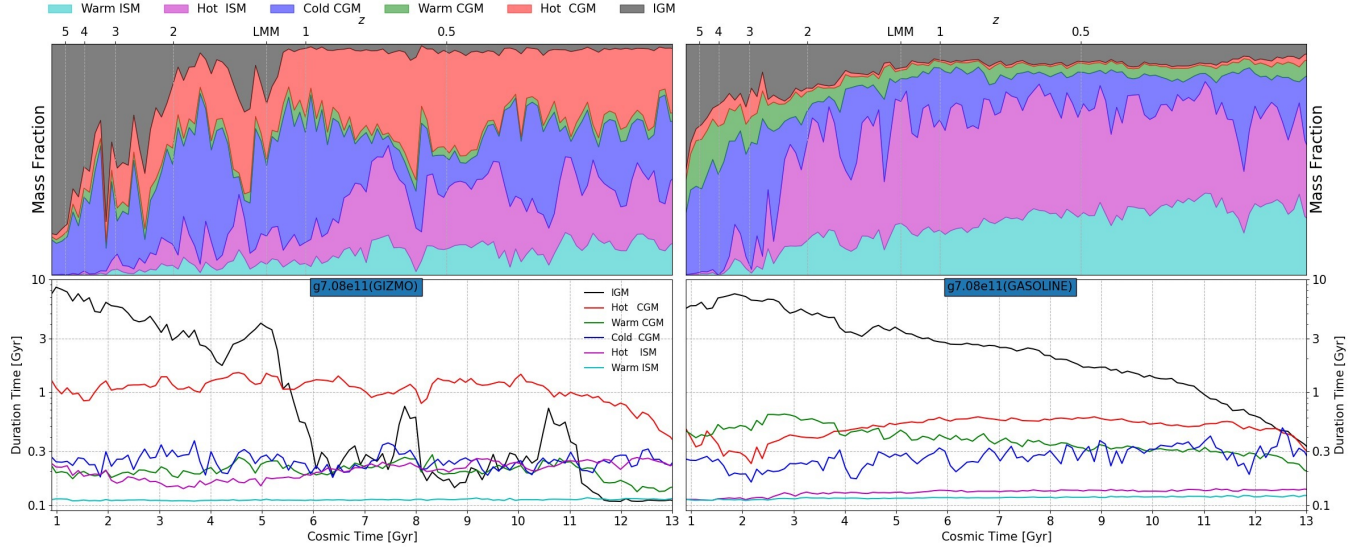 Warm ISM Hot ISM Cold CGM Warm CGM Hot CGM IGM
z z
5 4 3 2 LMM 1 0.5 5 4 3 2 LMM 1 0.5
Mass Fraction
Mass Fraction
g7.08e11(GIZMO)
g7.08e11(GASOLINE)
IGM
Hot CGM
Warm CGM
Cold CGM
Hot ISM
Warm ISM
10
3
1
0.3
0.1
Duration Time [Gyr]
10
3
1
0.3
0.1
Duration Time [Gyr]
1 2 3 4 5 6 7 8 9 10 11 12 13 1 2 3 4 5 6 7 8 9 10 11 12 13
Cosmic Time [Gyr] Cosmic Time [Gyr]